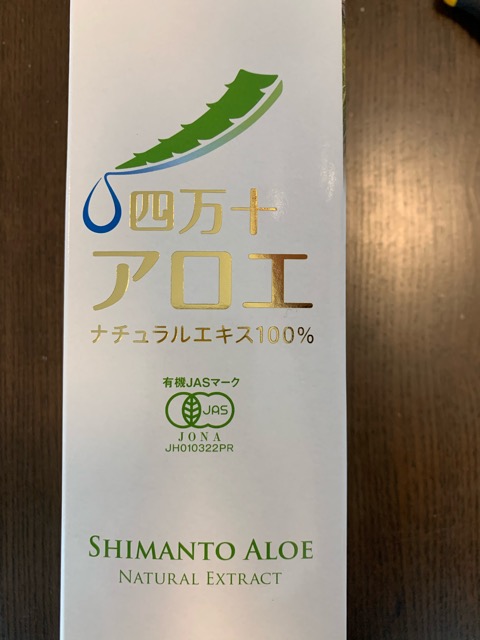 四万十
アロエ
ナチュラルエキス100%
有機JASマーク
JAS
JONA
JH010322PR
SHIMANTO ALOE
NATURAL EXTRACT